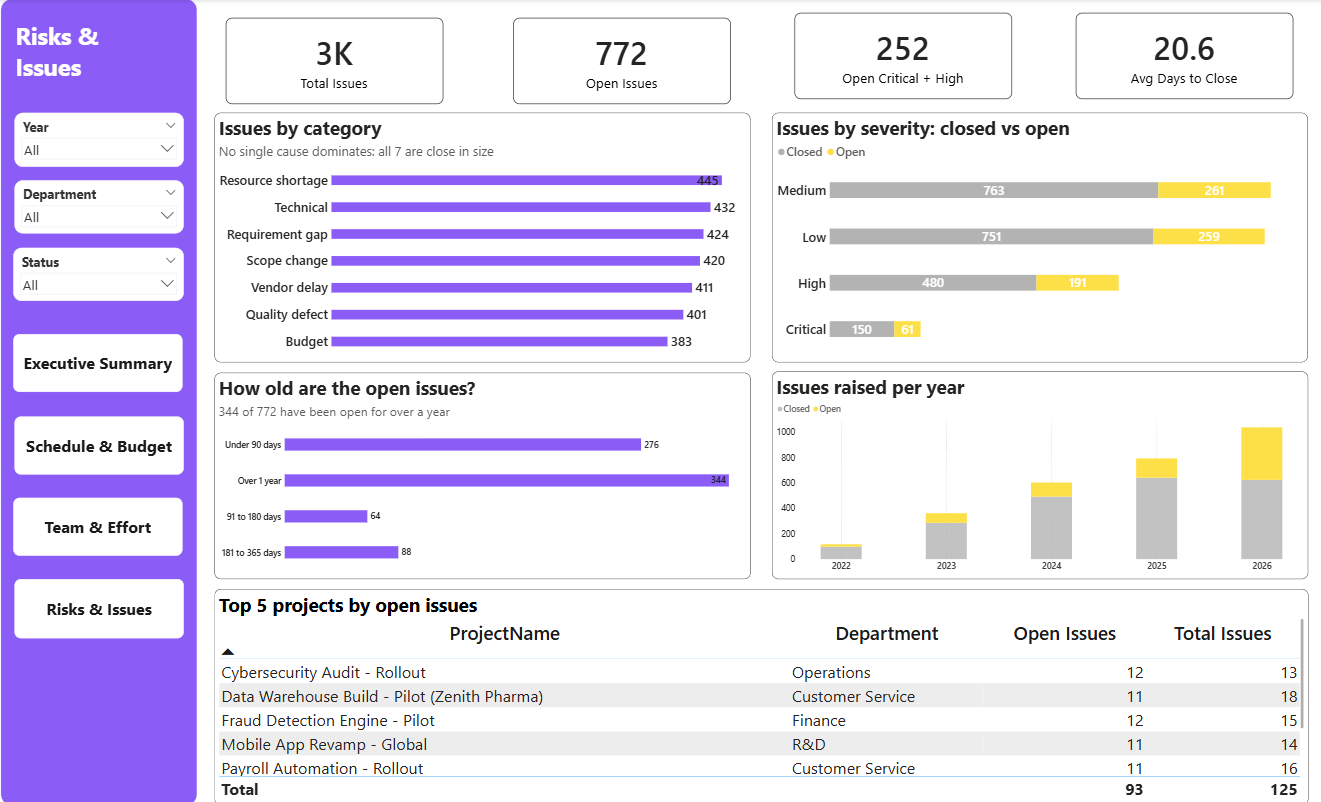 Risks &
Issues
Year
All
Department
All
Status
All
Executive Summary
Schedule & Budget
Team & Effort
Risks & Issues
3K
Total Issues
772
Open Issues
252
Open Critical + High
20.6
Avg Days to Close
Issues by category
No single cause dominates: all 7 are close in size
Resource shortage 445
Technical 432
Requirement gap 424
Scope change 420
Vendor delay 411
Quality defect 401
Budget 383
Issues by severity: closed vs open
Closed Open
Medium 763 261
Low 751 259
High 480 191
Critical 150 61
How old are the open issues?
344 of 772 have been open for over a year
Under 90 days 276
Over 1 year 344
91 to 180 days 64
181 to 365 days 88
Issues raised per year
Closed Open
1000
800
600
400
200
0
2022 2023 2024 2025 2026
Top 5 projects by open issues
ProjectName Department Open Issues Total Issues
Cybersecurity Audit - Rollout Operations 12 13
Data Warehouse Build - Pilot (Zenith Pharma) Customer Service 11 18
Fraud Detection Engine - Pilot Finance 12 15
Mobile App Revamp - Global R&D 11 14
Payroll Automation - Rollout Customer Service 11 16
Total 93 125